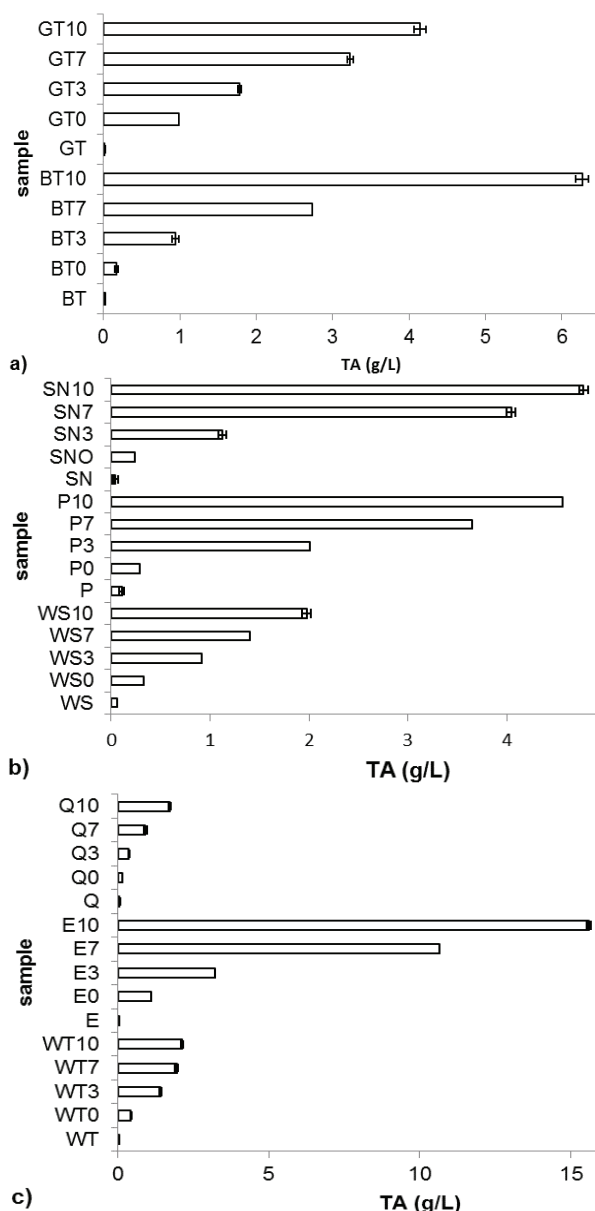 GT10
GT7
GT3
GT0
GT
BT10
BT7
BT3
BT0
BT
sample
0 1 2 3 4 5 6
TA (g/L)
a)
SN10
SN7
SN3
SNO
SN
P10
P7
P3
P0
P
WS10
WS7
WS3
WS0
WS
sample
0 1 2 3 4
TA (g/L)
b)
Q10
Q7
Q3
Q0
Q
E10
E7
E3
E0
E
WT10
WT7
WT3
WT0
WT
sample
0 5 10 15
TA (g/L)
c)